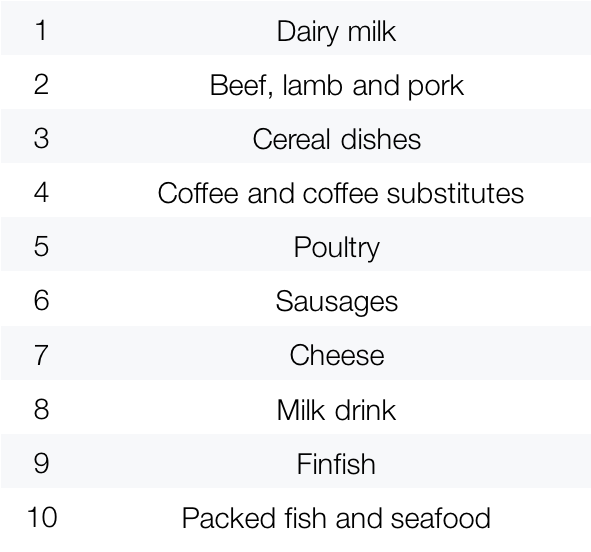 1 Dairy milk
2 Beef, lamb and pork
3 Cereal dishes
4 Coffee and coffee substitutes
5 Poultry
6 Sausages
7 Cheese
8 Milk drink
9 Finfish
10 Packed fish and seafood